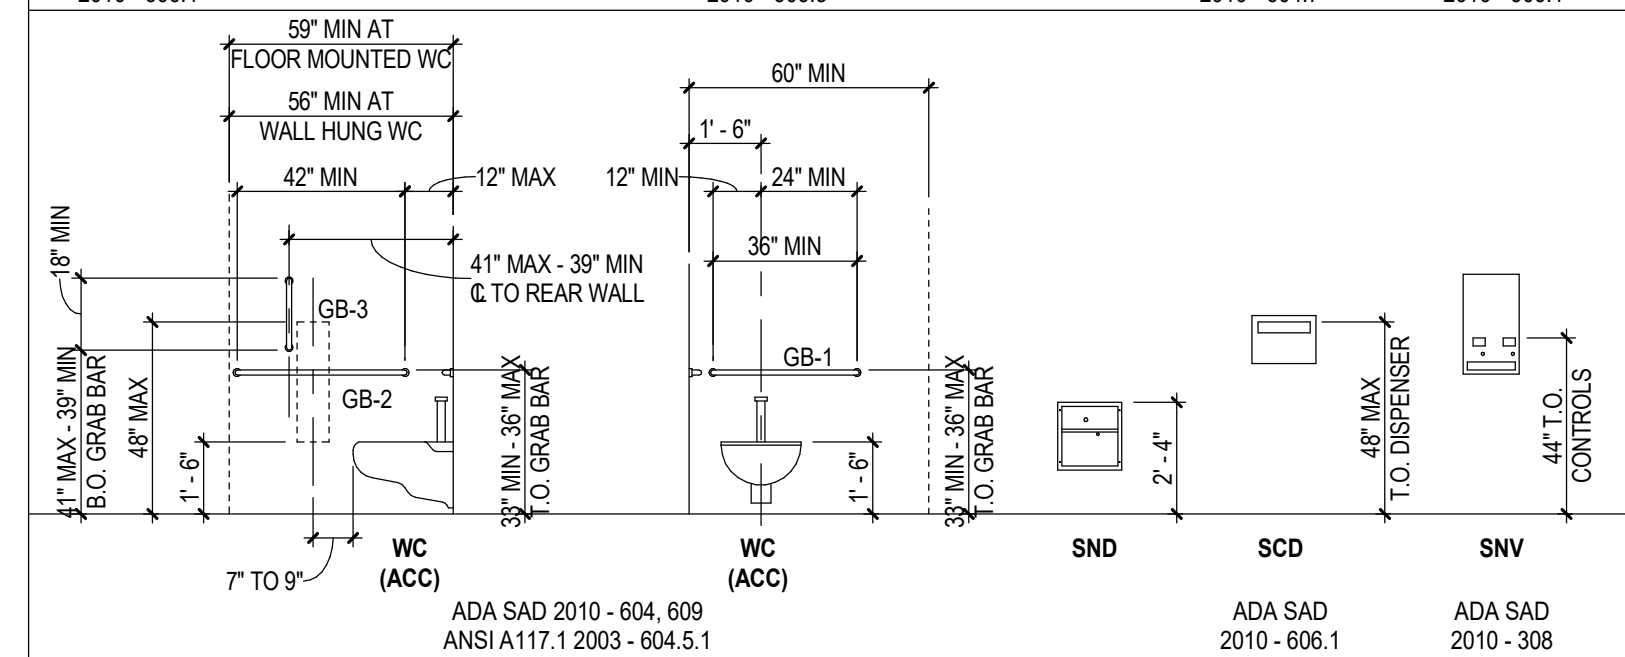 59" MIN AT
FLOOR MOUNTED WC
56" MIN AT
WALL HUNG WC
42" MIN
12" MAX
18" MIN
41" MAX - 39" MIN
℄ TO REAR WALL
GB-3
GB-2
41" MAX - 39" MIN
B.O. GRAB BAR
48" MAX
1' - 6"
33" MIN - 36" MAX
T.O. GRAB BAR
7" TO 9"
WC
(ACC)
60" MIN
1' - 6"
12" MIN
24" MIN
36" MIN
GB-1
1' - 6"
33" MIN - 36" MAX
T.O. GRAB BAR
WC
(ACC)
ADA SAD 2010 - 604, 609
ANSI A117.1 2003 - 604.5.1
2' - 4"
SND
48" MAX
T.O. DISPENSER
SCD
ADA SAD
2010 - 606.1
44" T.O.
CONTROLS
SNV
ADA SAD
2010 - 308